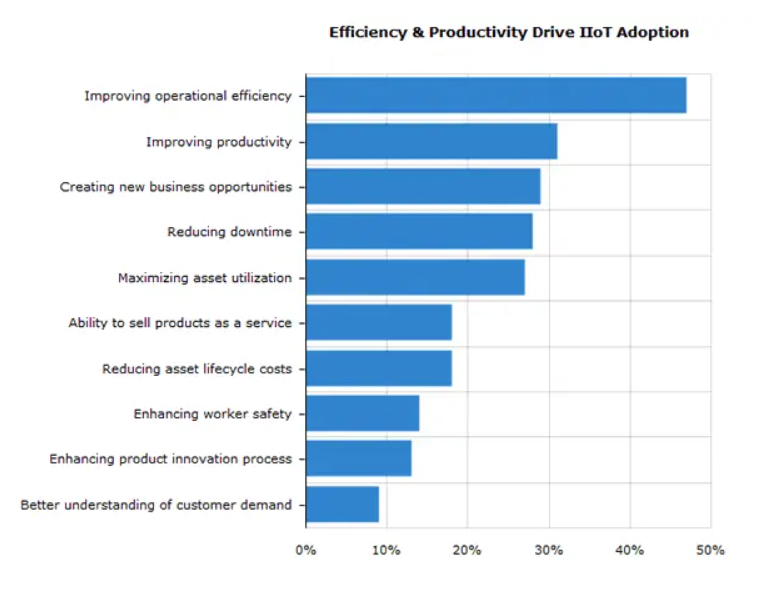 Efficiency & Productivity Drive IIoT Adoption
Improving operational efficiency
Improving productivity
Creating new business opportunities
Reducing downtime
Maximizing asset utilization
Ability to sell products as a service
Reducing asset lifecycle costs
Enhancing worker safety
Enhancing product innovation process
Better understanding of customer demand
0% 10% 20% 30% 40% 50%